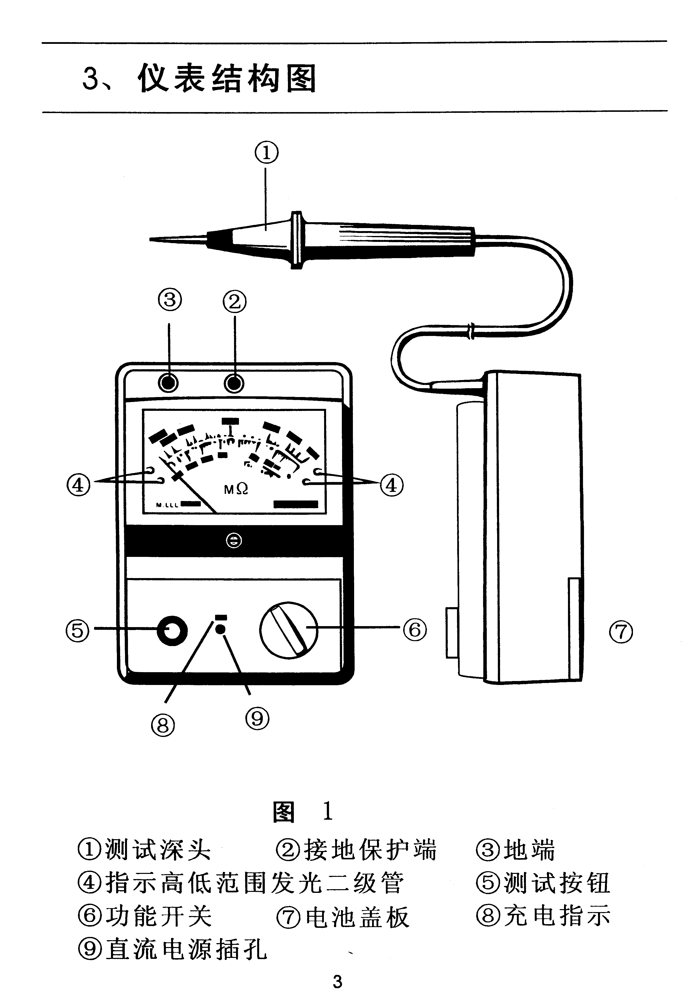 3、仪表结构图
①
③ ②
④ ④
MΩ
M.LLL
⑤ ⑥ ⑦
⑧ ⑨
图 1
①测试深头 ②接地保护端 ③地端
④指示高低范围发光二级管 ⑤测试按钮
⑥功能开关 ⑦电池盖板 ⑧充电指示
⑨直流电源插孔
3